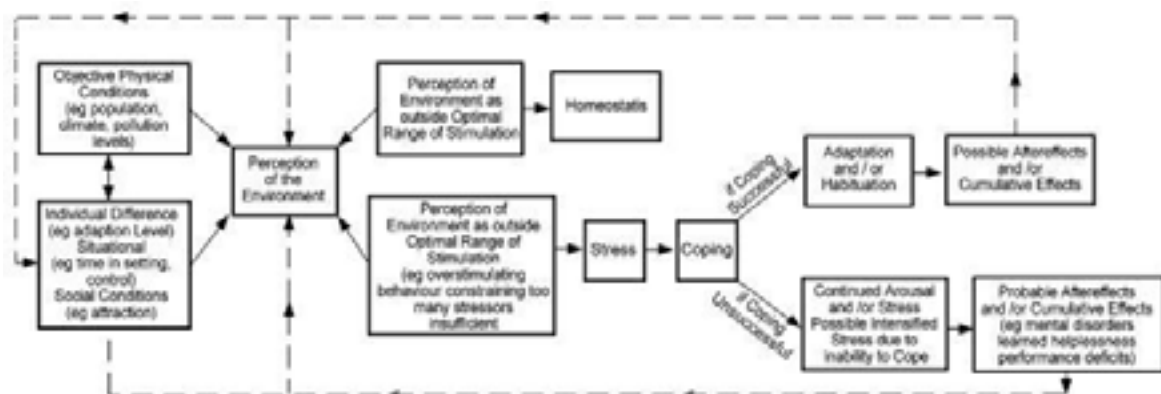 Objective Physical
Conditions
(eg population,
climate, pollution
levels)
Individual Difference
(eg adaption Level)
Situational
(eg time in setting,
control)
Social Conditions
(eg attraction)
Perception
of the
Environment
Perception of
Environment as
outside Optimal
Range of
Stimulation
Homeostatis
Perception of
Environment as outside
Optimal Range of
Stimulation
(eg overstimulating
behaviour constraining too
many stressors
insufficient
Stress
Coping
if Coping
Successful
Adaptation
and / or
Habituation
Possible Aftereffects
and /or
Cumulative Effects
if Coping
Unsuccessful
Continued Arousal
and /or Stress
Possible Intensified
Stress due to
Inability to Cope
Probable Aftereffects
and /or Cumulative Effects
(eg mental disorders
learned helplessness
performance deficits)